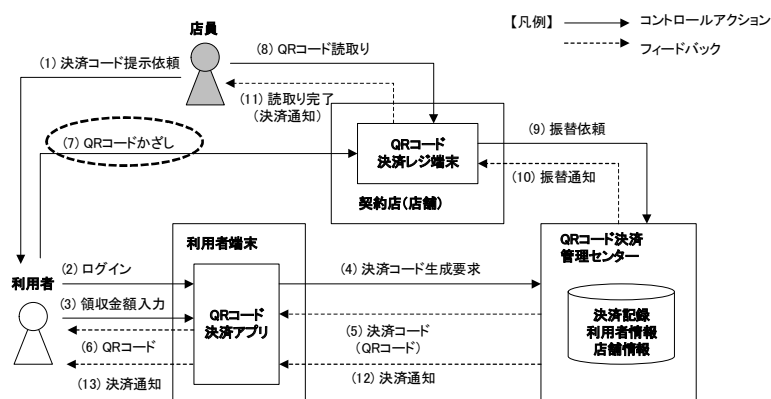 【凡例】
コントロールアクション
フィードバック
店員
(1) 決済コード提示依頼
(8) QRコード読取り
(11) 読取り完了
(決済通知)
(7) QRコードかざし
QRコード
決済レジ端末
契約店(店舗)
(9) 振替依頼
(10) 振替通知
利用者端末
QRコード決済
管理センター
利用者
(2) ログイン
(3) 領収金額入力
(6) QRコード
(13) 決済通知
QRコード
決済アプリ
(4) 決済コード生成要求
(5) 決済コード
(QRコード)
(12) 決済通知
決済記録
利用者情報
店舗情報